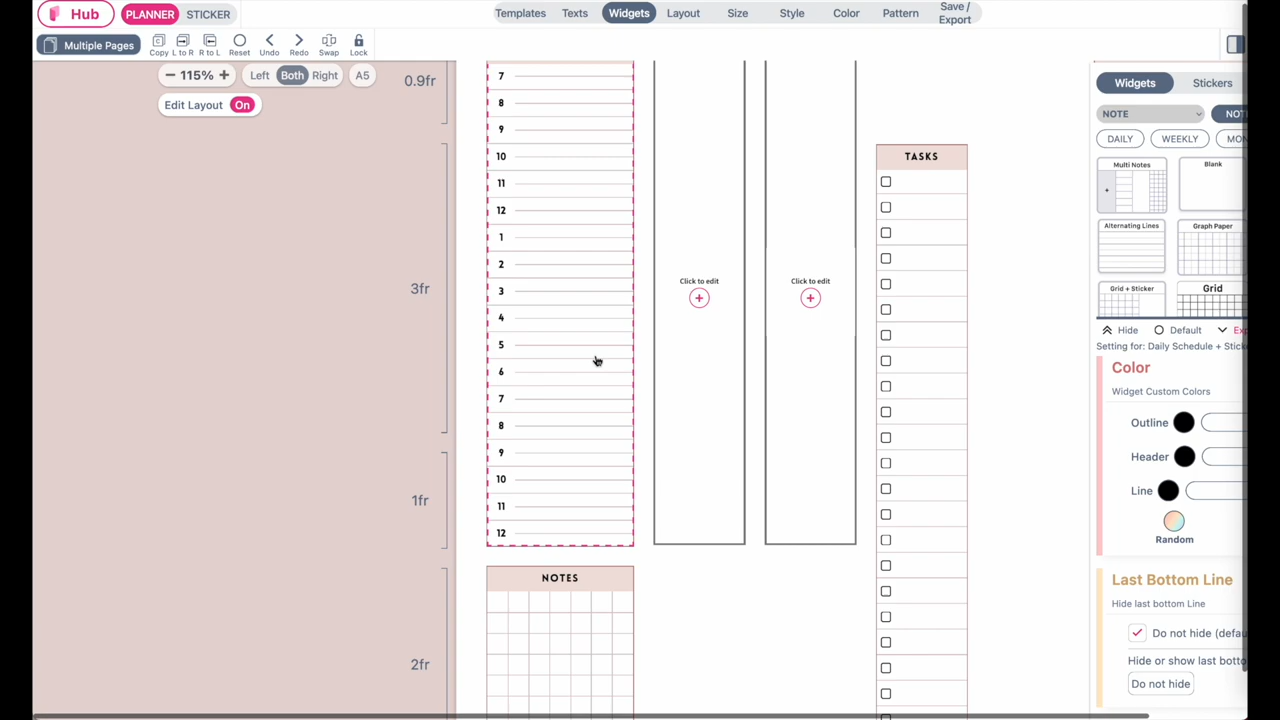 Hub
PLANNER
STICKER
Templates
Texts
Widgets
Layout
Size
Style
Color
Pattern
Save / Export
Multiple Pages
Copy
L to R
R to L
Reset
Undo
Redo
Swap
Lock
115%
Left
Both
Right
A5
Edit Layout
On
0.9fr
3fr
1fr
2fr
7
8
9
10
11
12
1
2
3
4
5
6
7
8
9
10
11
12
NOTES
Click to edit
Click to edit
TASKS
Widgets
Stickers
NOTE
DAILY
WEEKLY
Multi Notes
Blank
Alternating Lines
Graph Paper
Grid + Sticker
Grid
Hide
Default
Setting for: Daily Schedule +
Color
Widget Custom Colors
Outline
Header
Line
Random
Last Bottom Line
Hide last bottom Line
Do not hide
Hide or show last
Do not hide